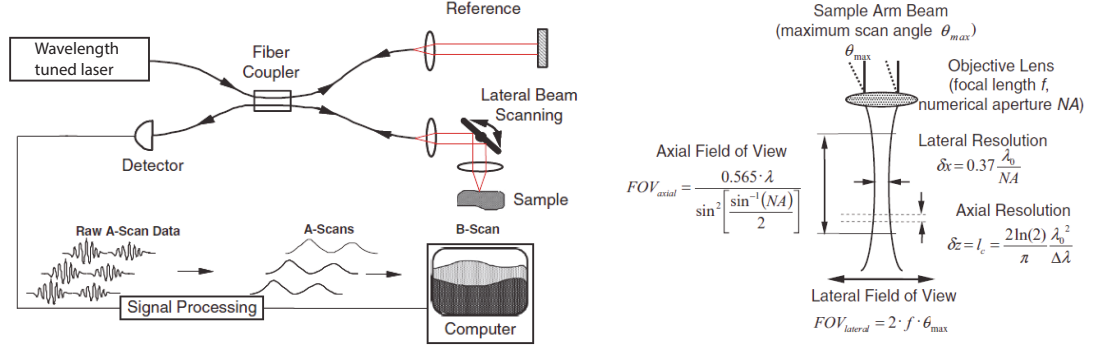 Reference
Wavelength
tuned laser
Fiber
Coupler
Lateral Beam
Scanning
Detector
Sample
Raw A-Scan Data
A-Scans
B-Scan
Signal Processing
Computer
Sample Arm Beam
(maximum scan angle θmax)
θmax
Objective Lens
(focal length f,
numerical aperture NA)
Axial Field of View
FOVaxial = 0.565·λ / sin²[sin⁻¹(NA) / 2]
Lateral Resolution
δx = 0.37 λ₀ / NA
Axial Resolution
δz = lc = 2ln(2) / π λ₀² / Δλ
Lateral Field of View
FOVlateral = 2·f·θmax